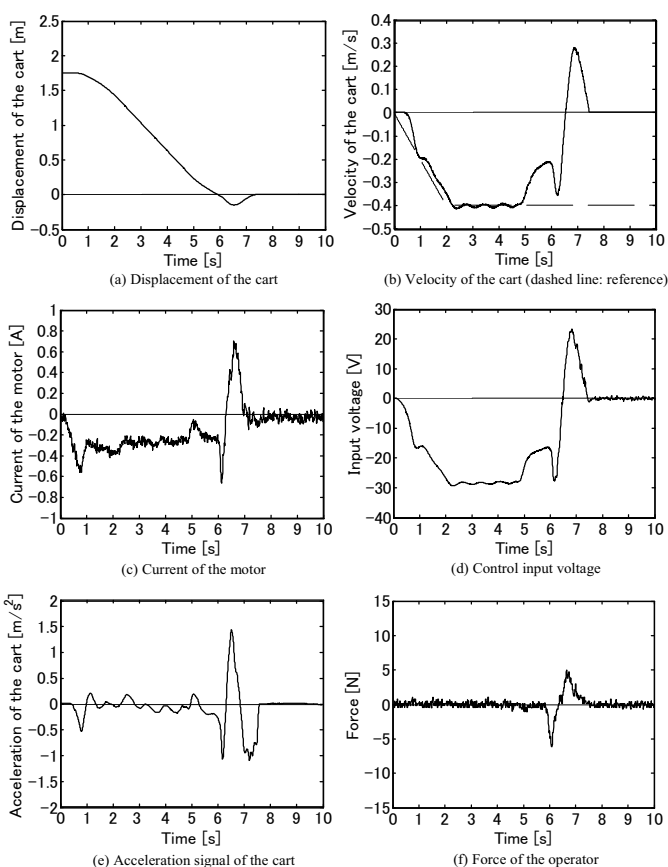 Displacement of the cart [m]
2.5
2
1.5
1
0.5
0
−0.5
0 1 2 3 4 5 6 7 8 9 10
Time [s]
(a) Displacement of the cart
Velocity of the cart [m/s]
0.4
0.3
0.2
0.1
0
−0.1
−0.2
−0.3
−0.4
−0.5
0 1 2 3 4 5 6 7 8 9 10
Time [s]
(b) Velocity of the cart (dashed line: reference)
Current of the motor [A]
1
0.8
0.6
0.4
0.2
0
−0.2
−0.4
−0.6
−0.8
−1
0 1 2 3 4 5 6 7 8 9 10
Time [s]
(c) Current of the motor
Input voltage [V]
30
20
10
0
−10
−20
−30
−40
0 1 2 3 4 5 6 7 8 9 10
Time [s]
(d) Control input voltage
Acceleration of the cart [m/s²]
2
1.5
1
0.5
0
−0.5
−1
−1.5
−2
0 1 2 3 4 5 6 7 8 9 10
Time [s]
(e) Acceleration signal of the cart
Force [N]
15
10
5
0
−5
−10
−15
0 1 2 3 4 5 6 7 8 9 10
Time [s]
(f) Force of the operator